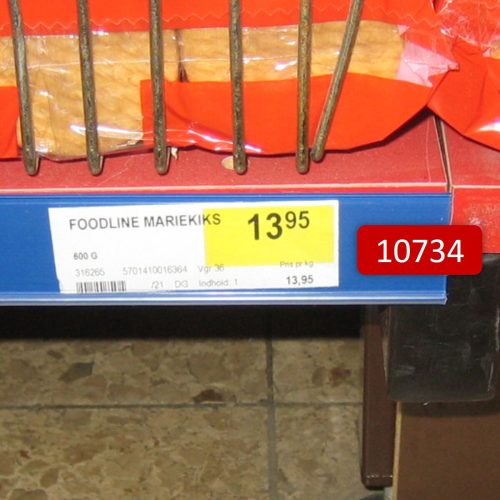 FOODLINE MARIEKIKS 13 95
600 G
316265 5701410016364 Vgr 36 Pris pr kg
/21 DG Indhold 1 13,95
10734